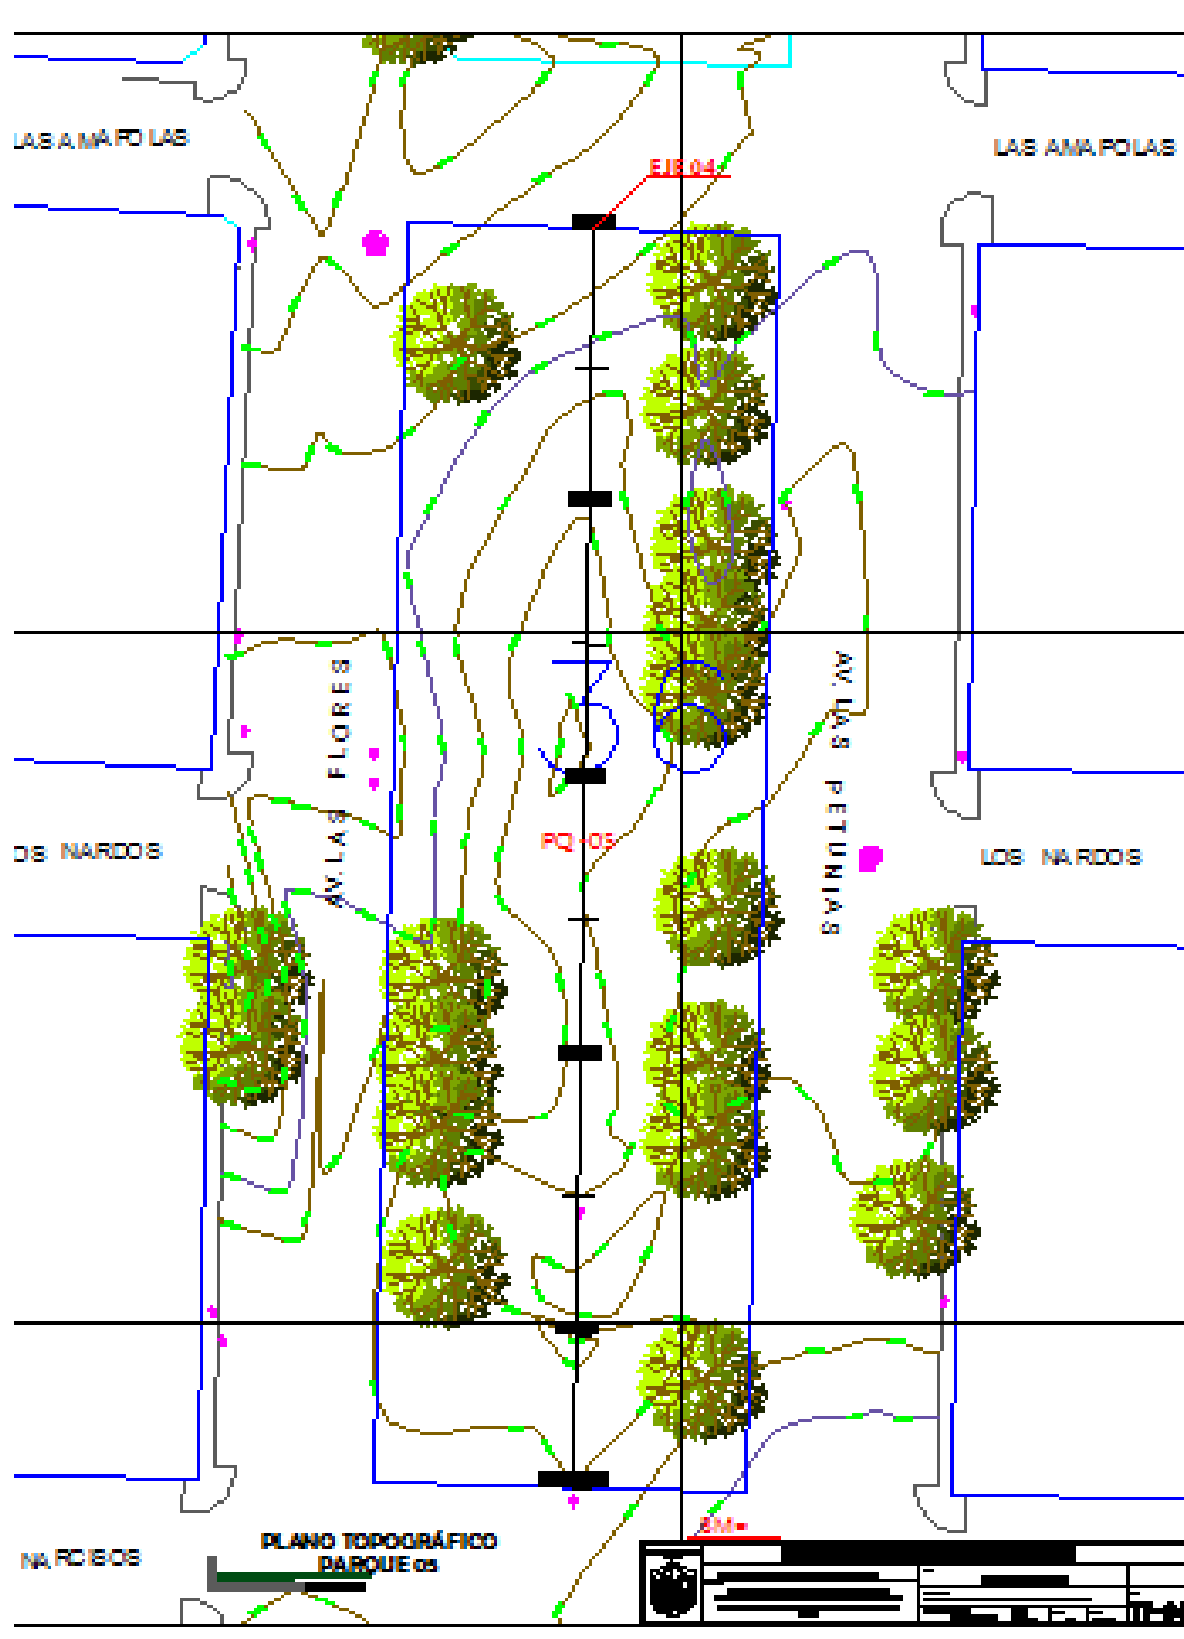 EJE 04
LAS AMAPOLAS
LAS AMAPOLAS
AV. LAS FLORES
AV. LAS PETUNIAS
PQ -05
OS NARDOS
LOS NARDOS
BM=
PLANO TOPOGRÁFICO
PARQUE 05
NARCISOS